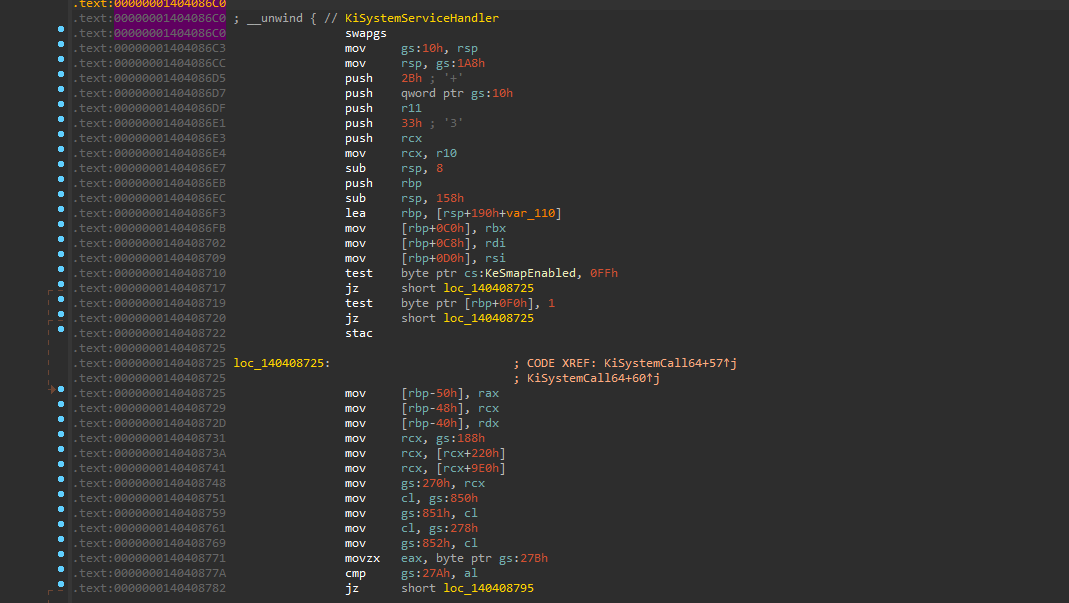 .text:00000001404086C0
.text:00000001404086C0 ; __unwind { // KiSystemServiceHandler
.text:00000001404086C0 swapgs
.text:00000001404086C3 mov gs:10h, rsp
.text:00000001404086CC mov rsp, gs:1A8h
.text:00000001404086D5 push 2Bh ; '+'
.text:00000001404086D7 push qword ptr gs:10h
.text:00000001404086DF push r11
.text:00000001404086E1 push 33h ; '3'
.text:00000001404086E3 push rcx
.text:00000001404086E4 mov rcx, r10
.text:00000001404086E7 sub rsp, 8
.text:00000001404086EB push rbp
.text:00000001404086EC sub rsp, 158h
.text:00000001404086F3 lea rbp, [rsp+190h+var_110]
.text:00000001404086FB mov [rbp+0C0h], rbx
.text:0000000140408702 mov [rbp+0C8h], rdi
.text:0000000140408709 mov [rbp+0D0h], rsi
.text:0000000140408710 test byte ptr cs:KeSmapEnabled, 0FFh
.text:0000000140408717 jz short loc_140408725
.text:0000000140408719 test byte ptr [rbp+0F0h], 1
.text:0000000140408720 jz short loc_140408725
.text:0000000140408722 stac
.text:0000000140408725
.text:0000000140408725 loc_140408725: ; CODE XREF: KiSystemCall64+57↑j
.text:0000000140408725 ; KiSystemCall64+60↑j
.text:0000000140408725 mov [rbp-50h], rax
.text:0000000140408729 mov [rbp-48h], rcx
.text:000000014040872D mov [rbp-40h], rdx
.text:0000000140408731 mov rcx, gs:188h
.text:000000014040873A mov rcx, [rcx+220h]
.text:0000000140408741 mov rcx, [rcx+9E0h]
.text:0000000140408748 mov gs:270h, rcx
.text:0000000140408751 mov cl, gs:850h
.text:0000000140408759 mov gs:851h, cl
.text:0000000140408761 mov cl, gs:278h
.text:0000000140408769 mov gs:852h, cl
.text:0000000140408771 movzx eax, byte ptr gs:27Bh
.text:000000014040877A cmp gs:27Ah, al
.text:0000000140408782 jz short loc_140408795